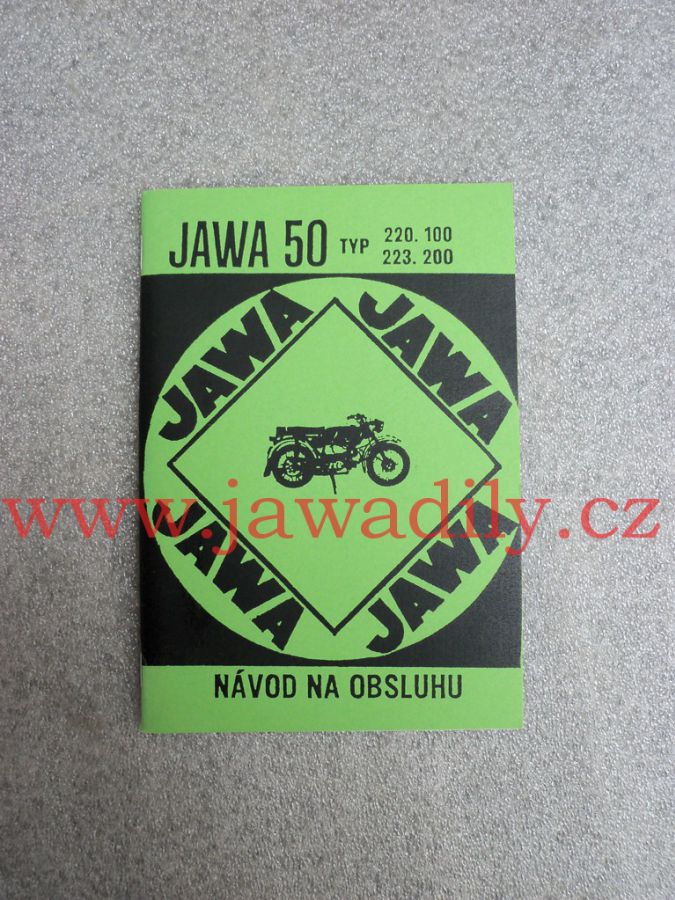 JAWA 50 TYP 220. 100
223. 200
JAWA JAWA
www.jawadily.cz
JAWA JAWA
NÁVOD NA OBSLUHU